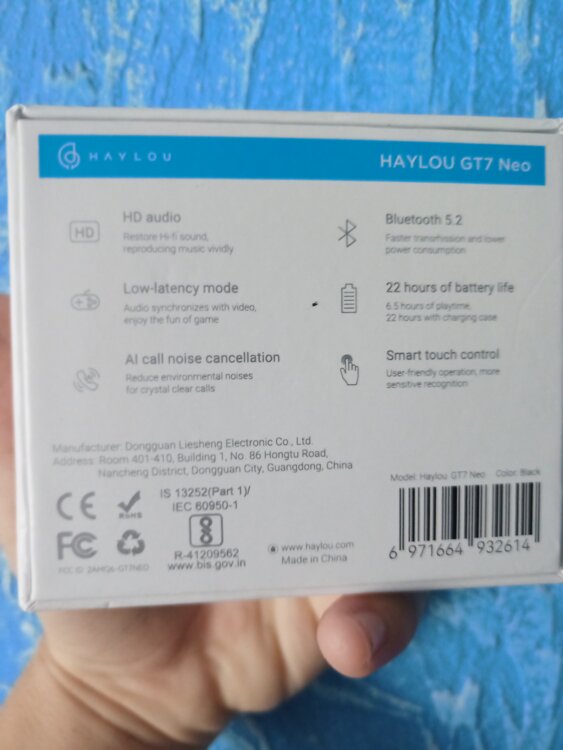 HAYLOU
HAYLOU GT7 Neo
HD
HD audio
Restore Hi-fi sound,
reproducing music vividly
Bluetooth 5.2
Faster transmission and lower
power consumption
Low-latency mode
Audio synchronizes with video,
enjoy the fun of game
22 hours of battery life
6.5 hours of playtime,
22 hours with charging case
AI call noise cancellation
Reduce environmental noises
for crystal clear calls
Smart touch control
User-friendly operation, more
sensitive recognition
Manufacturer: Dongguan Liesheng Electronic Co., Ltd.
Address: Room 401-410, Building 1, No. 86 Hongtu Road,
Nancheng District, Dongguan City, Guangdong, China
Model: Haylou GT7 Neo Color: Black
CE
RoHS
IS 13252(Part 1)/
IEC 60950-1
FC
FCC ID: 2AMQ6-GT7NEO
R-41209562
www.bis.gov.in
www.haylou.com
Made in China
6 971664 932614